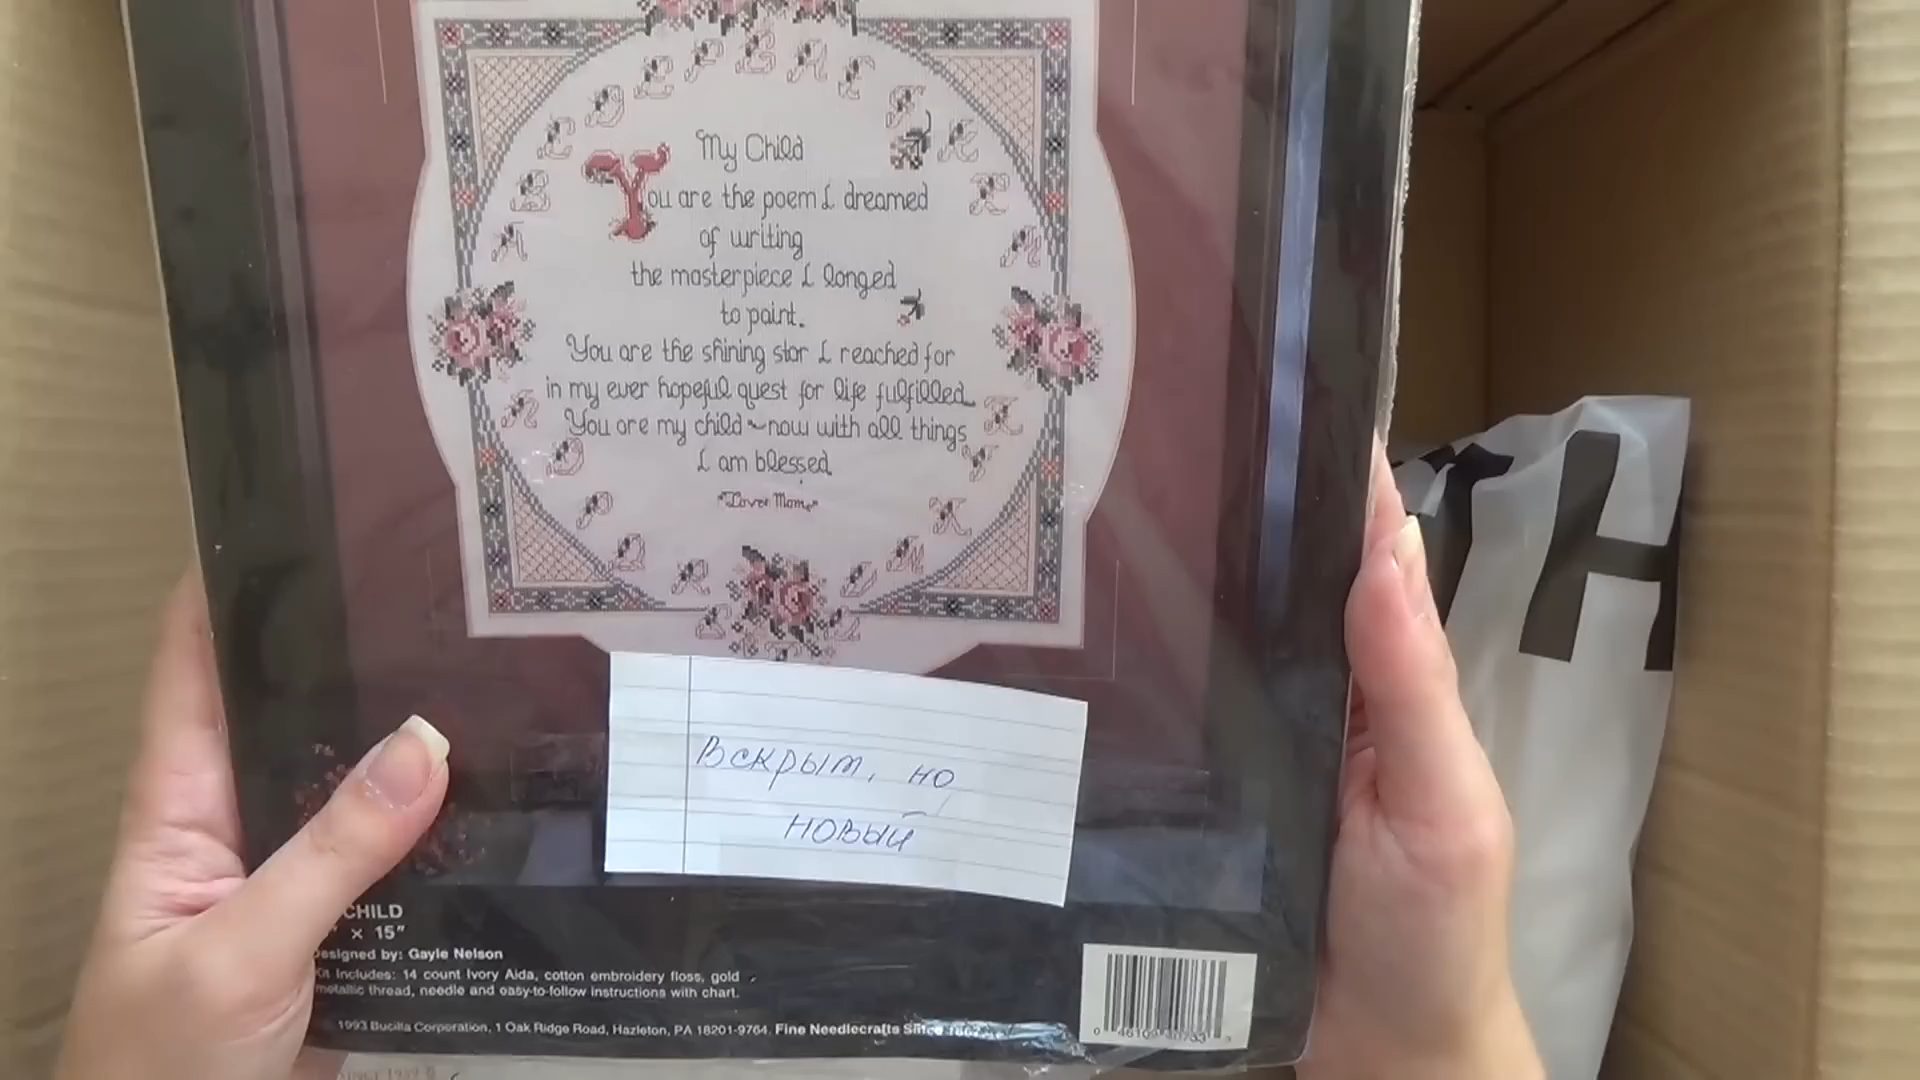 My Child
You are the poem I dreamed
of writing
the masterpiece I longed
to paint.
You are the shining star I reached for
in my ever hopeful quest for life fulfilled
You are my child ~ now with all things
I am blessed
Love Mom
Вскрыт, но
новый
CHILD
x 15"
Designed by: Gayle Nelson
Kit includes: 14 count Ivory Aida, cotton embroidery floss, gold
metallic thread, needle and easy-to-follow instructions with chart.
1993 Bucilla Corporation, 1 Oak Ridge Road, Hazleton, PA 18201-9764. Fine Needlecrafts Since
H